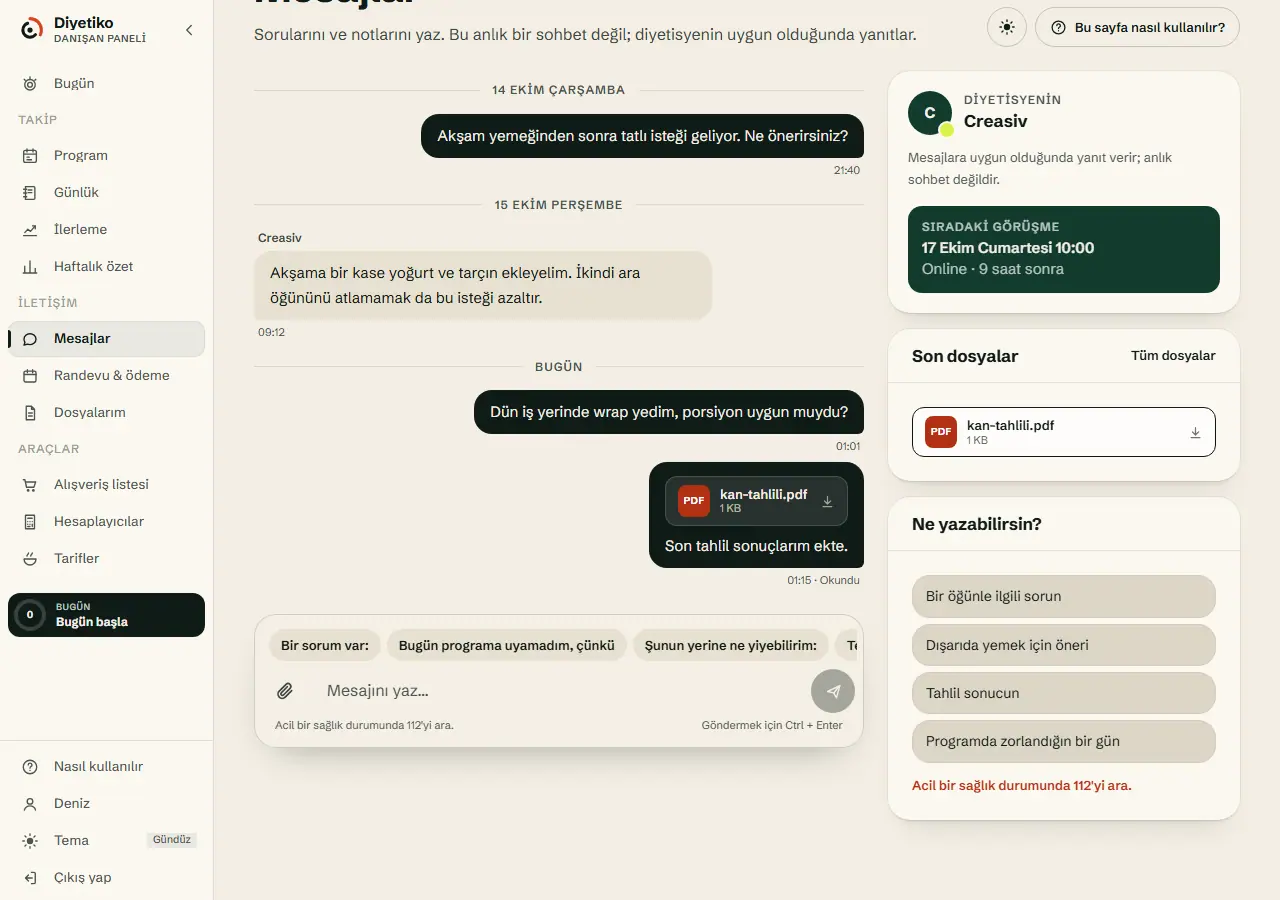 Diyetiko
DANIŞAN PANELİ
Bugün
TAKİP
Program
Günlük
İlerleme
Haftalık özet
İLETİŞİM
Mesajlar
Randevu & ödeme
Dosyalarım
ARAÇLAR
Alışveriş listesi
Hesaplayıcılar
Tarifler
0
BUGÜN
Bugün başla
Nasıl kullanılır
Deniz
Tema
Gündüz
Çıkış yap
Mesajlar
Sorularını ve notlarını yaz. Bu anlık bir sohbet değil; diyetisyenin uygun olduğunda yanıtlar.
Bu sayfa nasıl kullanılır?
14 EKİM ÇARŞAMBA
Akşam yemeğinden sonra tatlı isteği geliyor. Ne önerirsiniz?
21:40
15 EKİM PERŞEMBE
Creasiv
Akşama bir kase yoğurt ve tarçın ekleyelim. İkindi ara
öğününü atlamamak da bu isteği azaltır.
09:12
BUGÜN
Dün iş yerinde wrap yedim, porsiyon uygun muydu?
01:01
PDF
kan-tahlili.pdf
1 KB
Son tahlil sonuçlarım ekte.
01:15 · Okundu
Bir sorum var:
Bugün programa uyamadım, çünkü
Şunun yerine ne yiyebilirim:
Mesajını yaz...
Acil bir sağlık durumunda 112'yi ara.
Göndermek için Ctrl + Enter
C
DİYETİSYENİN
Creasiv
Mesajlara uygun olduğunda yanıt verir; anlık
sohbet değildir.
SIRADAKİ GÖRÜŞME
17 Ekim Cumartesi 10:00
Online · 9 saat sonra
Son dosyalar
Tüm dosyalar
PDF
kan-tahlili.pdf
1 KB
Ne yazabilirsin?
Bir öğünle ilgili sorun
Dışarıda yemek için öneri
Tahlil sonucun
Programda zorlandığın bir gün
Acil bir sağlık durumunda 112'yi ara.